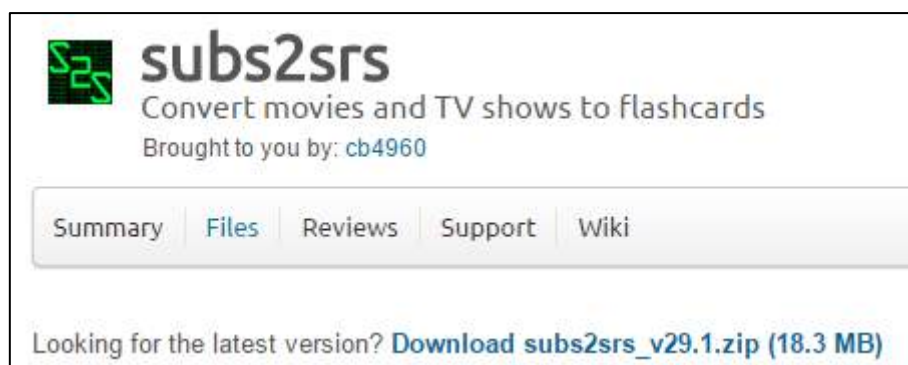 S2S
subs2srs
Convert movies and TV shows to flashcards
Brought to you by: cb4960
Summary Files Reviews Support Wiki
Looking for the latest version? Download subs2srs_v29.1.zip (18.3 MB)